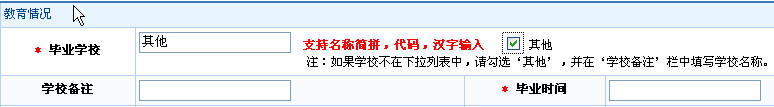 教育情况
* 毕业学校 其他 支持名称简拼，代码，汉字输入 其他
注：如果学校不在下拉列表中，请勾选‘其他’，并在‘学校备注’栏中填写学校名称。
学校备注 * 毕业时间